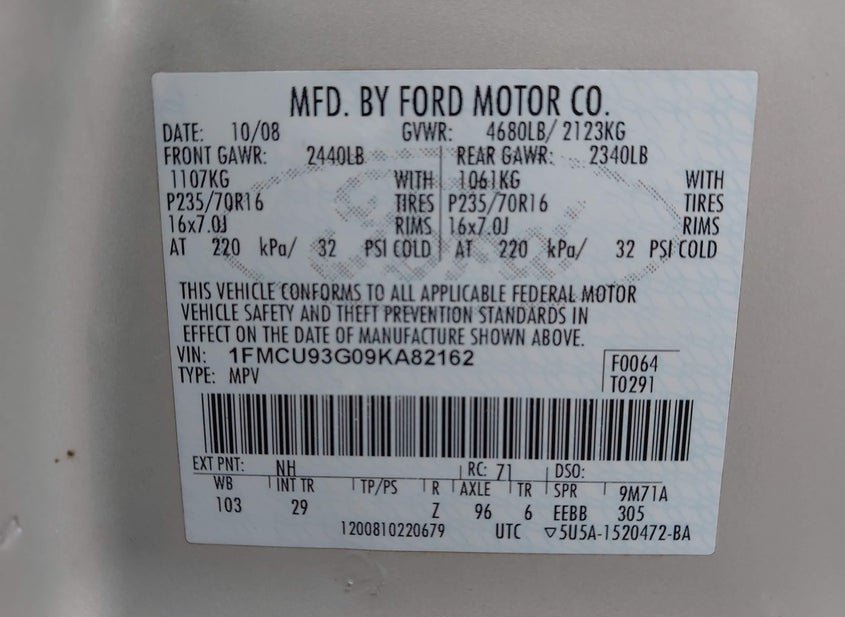 MFD. BY FORD MOTOR CO.
DATE: 10/08 GVWR: 4680LB/ 2123KG
FRONT GAWR: 2440LB REAR GAWR: 2340LB
1107KG WITH 1061KG WITH
P235/70R16 TIRES P235/70R16 TIRES
16x7.0J RIMS 16x7.0J RIMS
AT 220 kPa/ 32 PSI COLD AT 220 kPa/ 32 PSI COLD
THIS VEHICLE CONFORMS TO ALL APPLICABLE FEDERAL MOTOR
VEHICLE SAFETY AND THEFT PREVENTION STANDARDS IN
EFFECT ON THE DATE OF MANUFACTURE SHOWN ABOVE.
VIN: 1FMCU93G09KA82162 F0064
TYPE: MPV T0291
EXT PNT: NH RC: 71 DSO:
WB INT TR TP/PS R AXLE TR SPR 9M71A
103 29 Z 96 6 EEBB 305
1200810220679 UTC ▽5U5A-1520472-BA